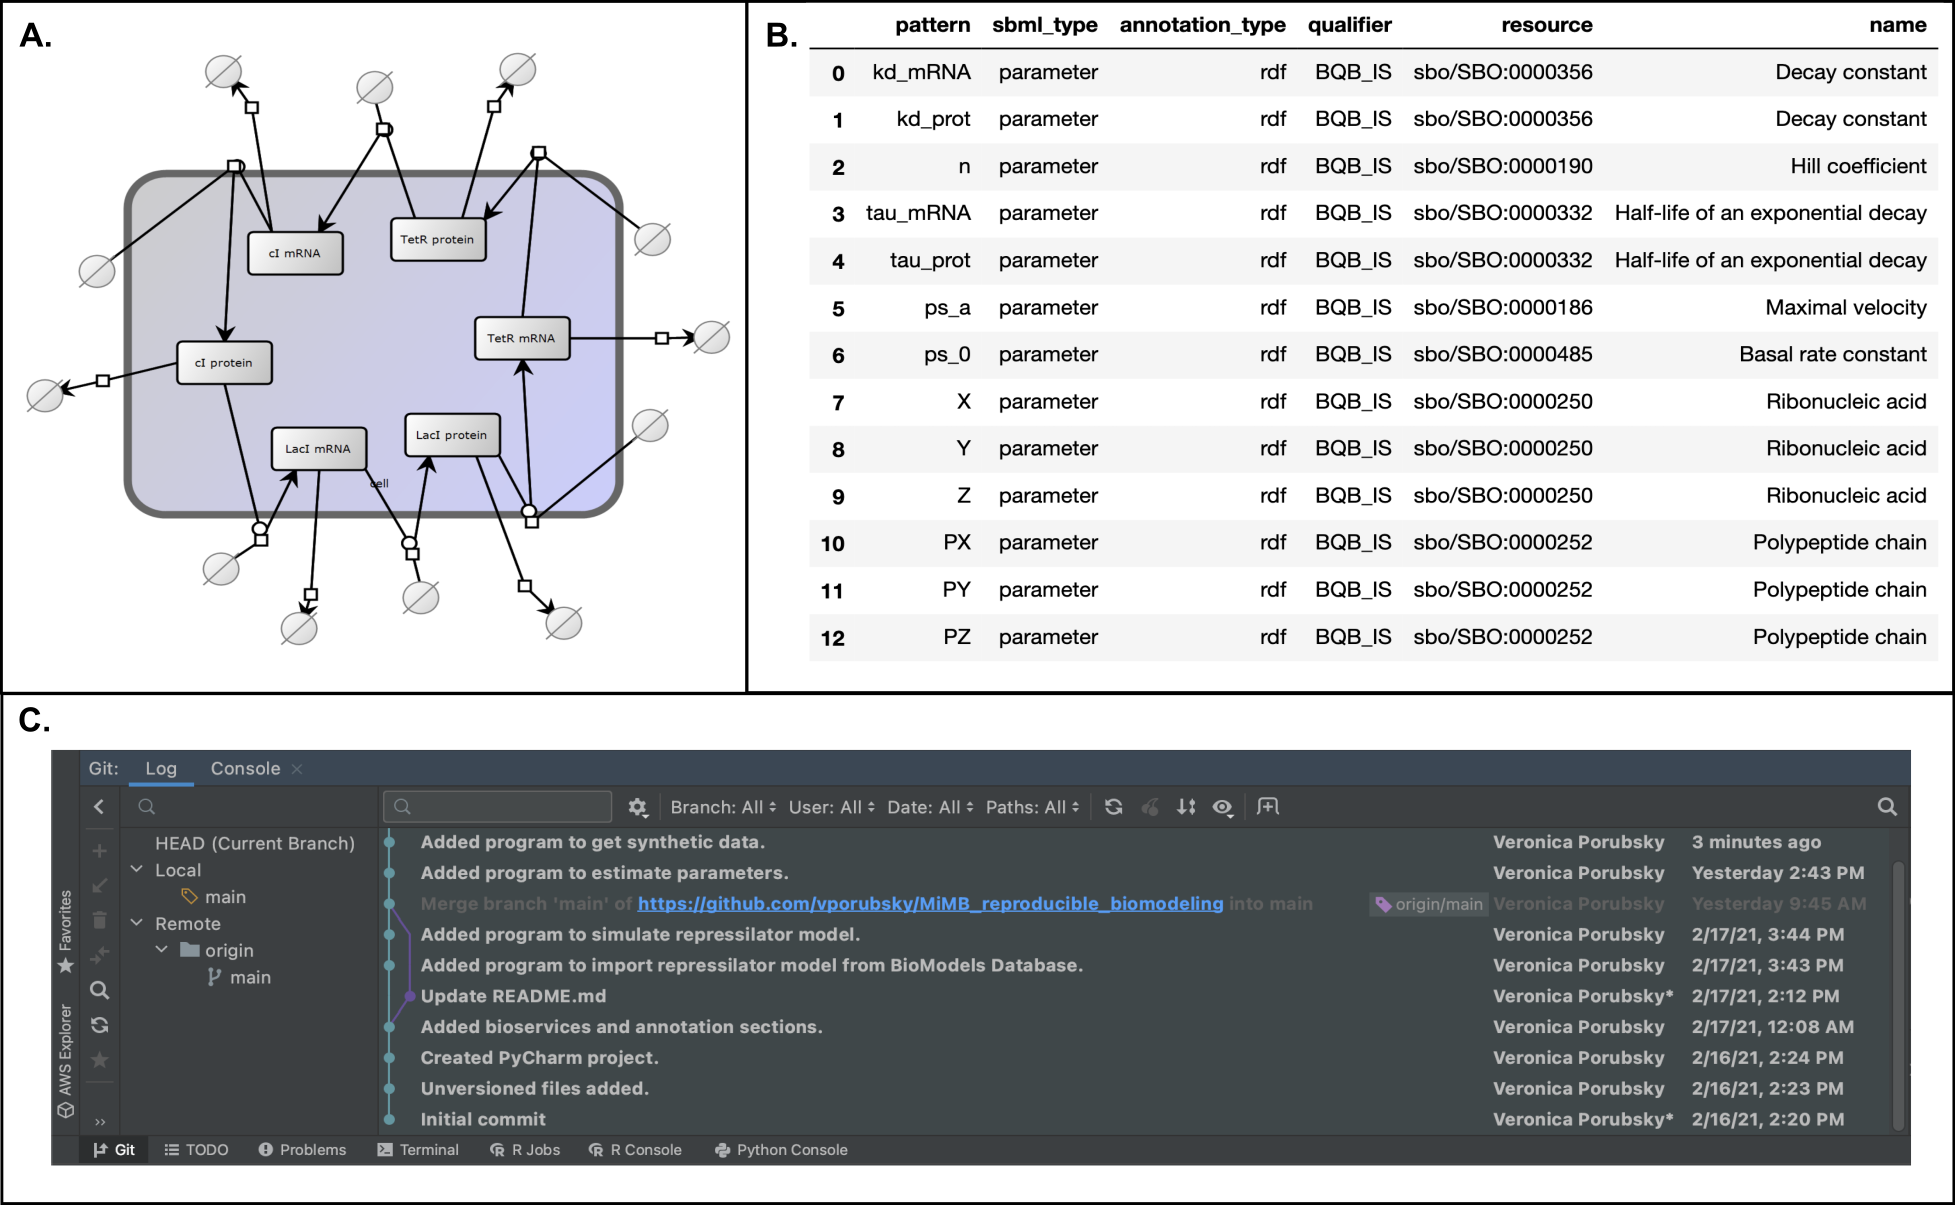 A.
cI mRNA
TetR protein
TetR mRNA
cI protein
LacI protein
LacI mRNA
cell
B.
pattern sbml_type annotation_type qualifier resource name
0 kd_mRNA parameter rdf BQB_IS sbo/SBO:0000356 Decay constant
1 kd_prot parameter rdf BQB_IS sbo/SBO:0000356 Decay constant
2 n parameter rdf BQB_IS sbo/SBO:0000190 Hill coefficient
3 tau_mRNA parameter rdf BQB_IS sbo/SBO:0000332 Half-life of an exponential decay
4 tau_prot parameter rdf BQB_IS sbo/SBO:0000332 Half-life of an exponential decay
5 ps_a parameter rdf BQB_IS sbo/SBO:0000186 Maximal velocity
6 ps_0 parameter rdf BQB_IS sbo/SBO:0000485 Basal rate constant
7 X parameter rdf BQB_IS sbo/SBO:0000250 Ribonucleic acid
8 Y parameter rdf BQB_IS sbo/SBO:0000250 Ribonucleic acid
9 Z parameter rdf BQB_IS sbo/SBO:0000250 Ribonucleic acid
10 PX parameter rdf BQB_IS sbo/SBO:0000252 Polypeptide chain
11 PY parameter rdf BQB_IS sbo/SBO:0000252 Polypeptide chain
12 PZ parameter rdf BQB_IS sbo/SBO:0000252 Polypeptide chain
C.
Git: Log Console
Branch: All User: All Date: All Paths: All
HEAD (Current Branch)
Local
main
Remote
origin
main
Favorites
AWS Explorer
Added program to get synthetic data. Veronica Porubsky 3 minutes ago
Added program to estimate parameters. Veronica Porubsky Yesterday 2:43 PM
Merge branch 'main' of https://github.com/vporubsky/MiMB_reproducible_biomodeling into main origin/main Veronica Porubsky Yesterday 9:45 AM
Added program to simulate repressilator model. Veronica Porubsky 2/17/21, 3:44 PM
Added program to import repressilator model from BioModels Database. Veronica Porubsky 2/17/21, 3:43 PM
Update README.md Veronica Porubsky* 2/17/21, 2:12 PM
Added bioservices and annotation sections. Veronica Porubsky 2/17/21, 12:08 AM
Created PyCharm project. Veronica Porubsky 2/16/21, 2:24 PM
Unversioned files added. Veronica Porubsky 2/16/21, 2:23 PM
Initial commit Veronica Porubsky* 2/16/21, 2:20 PM
Git TODO Problems Terminal R Jobs R Console Python Console